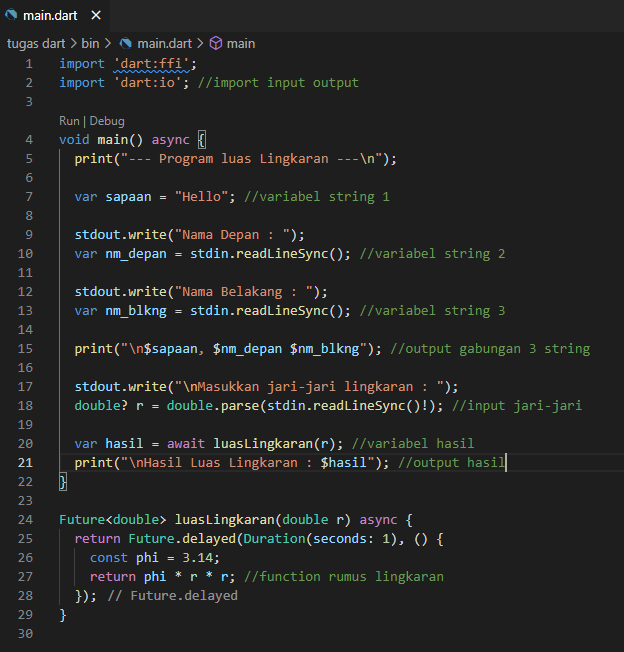 main.dart
tugas dart > bin > main.dart > main
1 import 'dart:ffi';
2 import 'dart:io'; //import input output
3
Run | Debug
4 void main() async {
5   print("--- Program luas Lingkaran ---\n");
6
7   var sapaan = "Hello"; //variabel string 1
8
9   stdout.write("Nama Depan : ");
10   var nm_depan = stdin.readLineSync(); //variabel string 2
11
12   stdout.write("Nama Belakang : ");
13   var nm_blkng = stdin.readLineSync(); //variabel string 3
14
15   print("\n$sapaan, $nm_depan $nm_blkng"); //output gabungan 3 string
16
17   stdout.write("\nMasukkan jari-jari lingkaran : ");
18   double? r = double.parse(stdin.readLineSync()!); //input jari-jari
19
20   var hasil = await luasLingkaran(r); //variabel hasil
21   print("\nHasil Luas Lingkaran : $hasil"); //output hasil
22 }
23
24 Future<double> luasLingkaran(double r) async {
25   return Future.delayed(Duration(seconds: 1), () {
26     const phi = 3.14;
27     return phi * r * r; //function rumus lingkaran
28   }); // Future.delayed
29 }
30